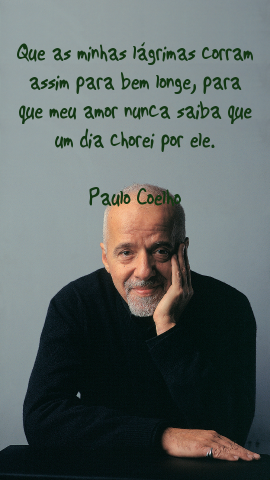 Que as minhas lágrimas corram
assim para bem longe, para
que meu amor nunca saiba que
um dia chorei por ele.
Paulo Coelho